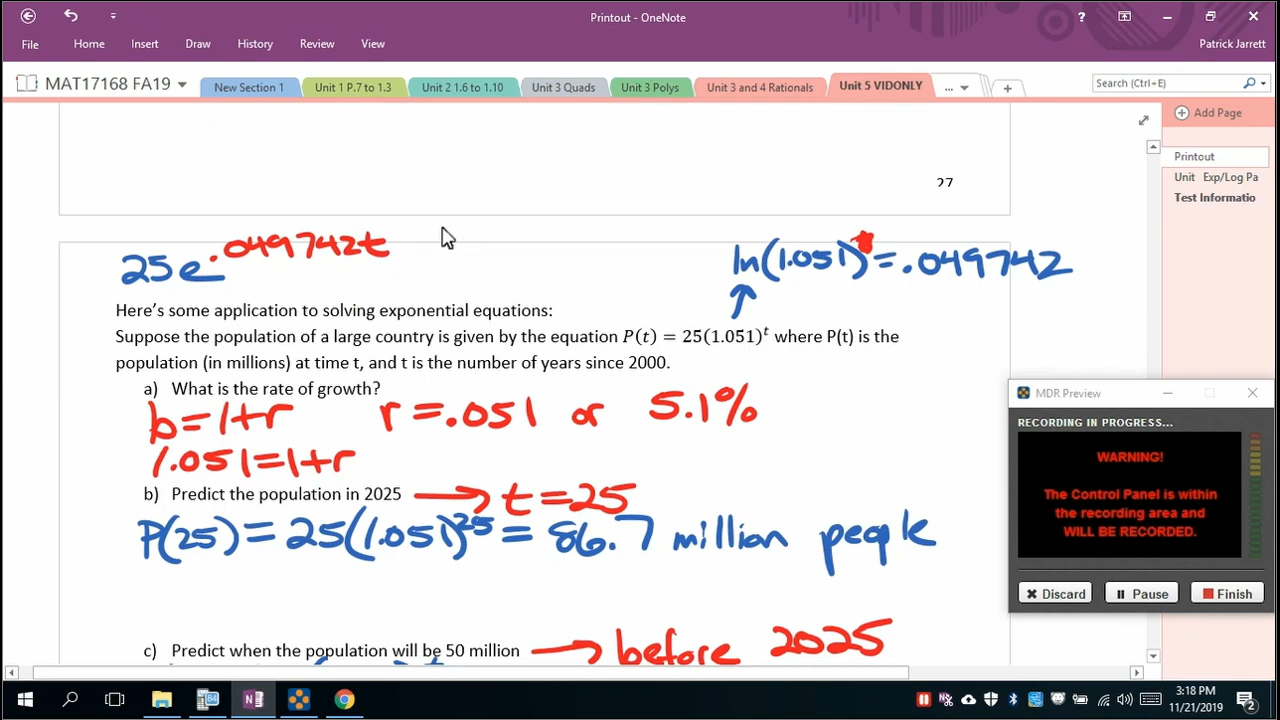 Printout - OneNote
?
File Home Insert Draw History Review View Patrick Jarrett
MAT17168 FA19 New Section 1 Unit 1 P.7 to 1.3 Unit 2 1.6 to 1.10 Unit 3 Quads Unit 3 Polys Unit 3 and 4 Rationals Unit 5 VIDONLY ... + Search (Ctrl+E)
Add Page
Printout
Unit Exp/Log Pa
Test Informatio
27
25e^.049742t
ln(1.051) = .049742
Here's some application to solving exponential equations:
Suppose the population of a large country is given by the equation P(t) = 25(1.051)^t where P(t) is the
population (in millions) at time t, and t is the number of years since 2000.
a) What is the rate of growth?
b=1+r r=.051 or 5.1%
1.051=1+r
b) Predict the population in 2025 → t=25
P(25) = 25(1.051)^25 = 86.7 million people
c) Predict when the population will be 50 million → before 2025
MDR Preview
RECORDING IN PROGRESS...
WARNING!
The Control Panel is within
the recording area and
WILL BE RECORDED.
Discard Pause Finish
3:18 PM
11/21/2019
2